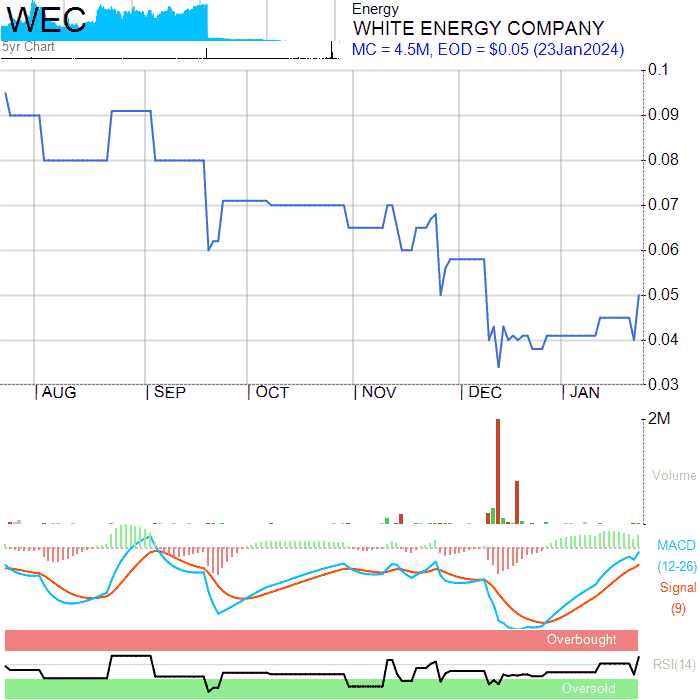 WEC
5yr Chart
Energy
WHITE ENERGY COMPANY
MC = 4.5M, EOD = $0.05 (23Jan2024)
0.1
0.09
0.08
0.07
0.06
0.05
0.04
0.03
AUG SEP OCT NOV DEC JAN
2M
Volume
MACD
(12-26)
Signal
(9)
Overbought
RSI(14)
Oversold